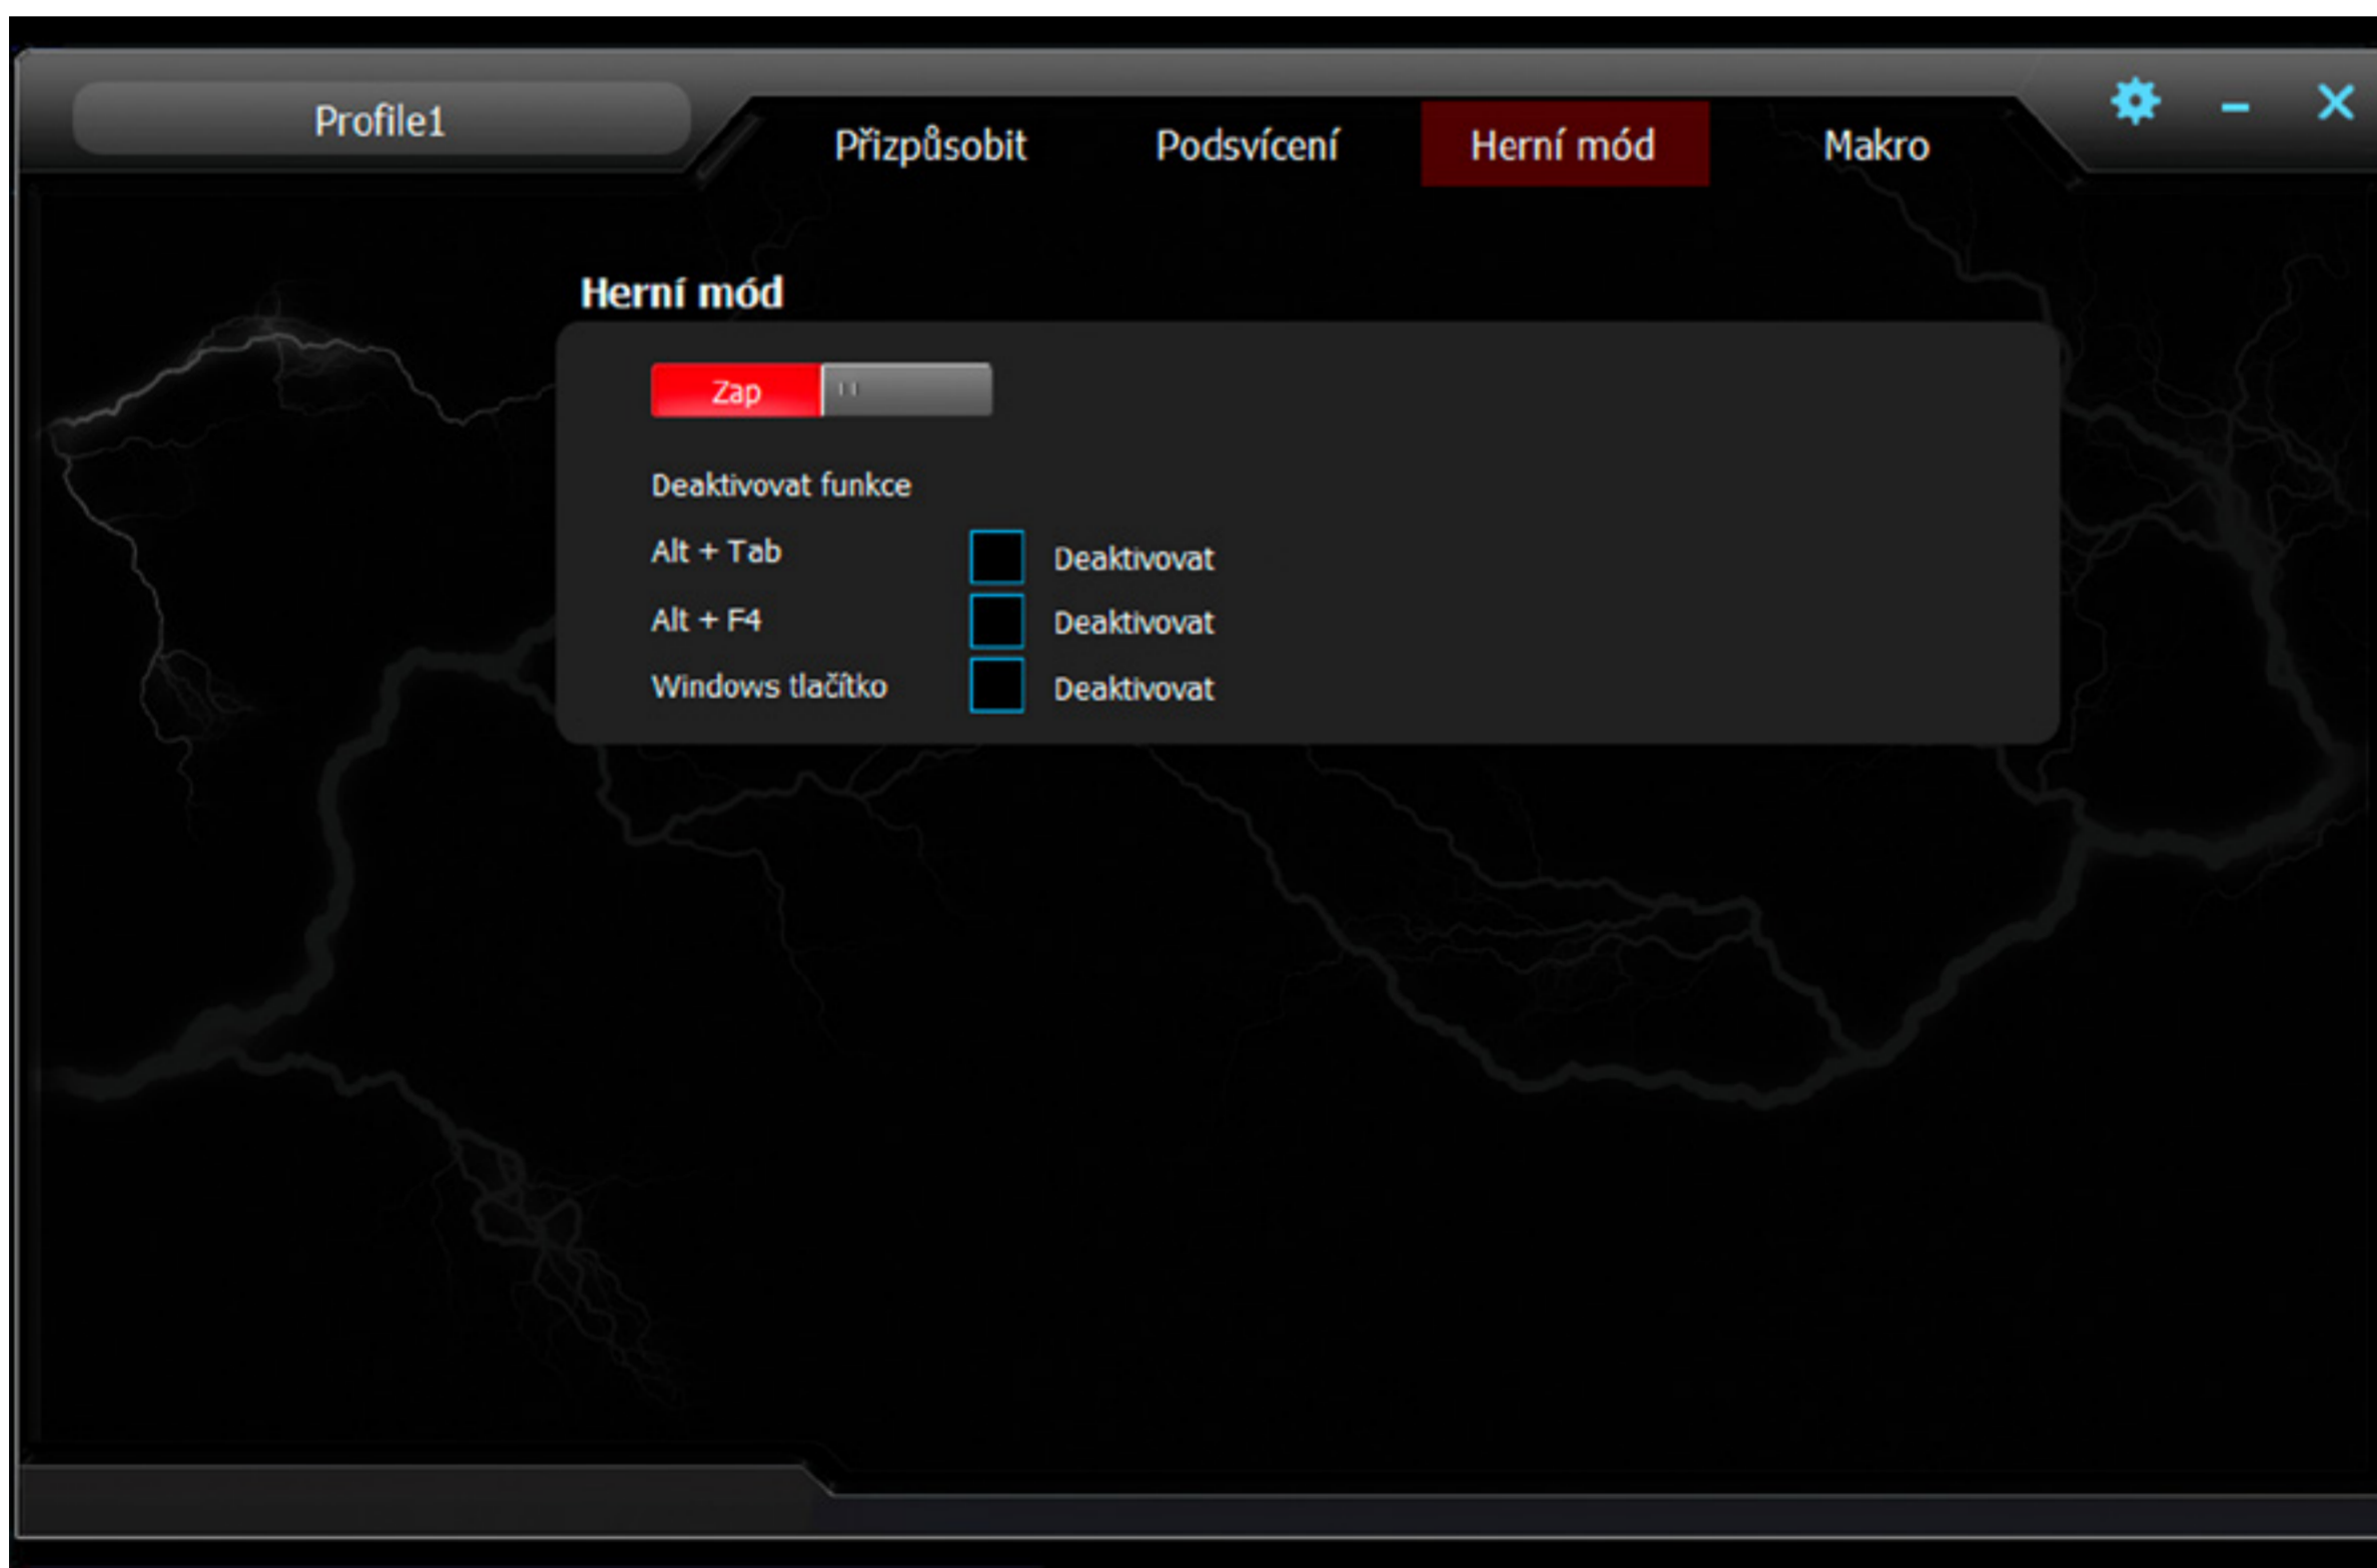 Profile1
Přizpůsobit Podsvícení Herní mód Makro
Herní mód
Zap
Deaktivovat funkce
Alt + Tab Deaktivovat
Alt + F4 Deaktivovat
Windows tlačítko Deaktivovat